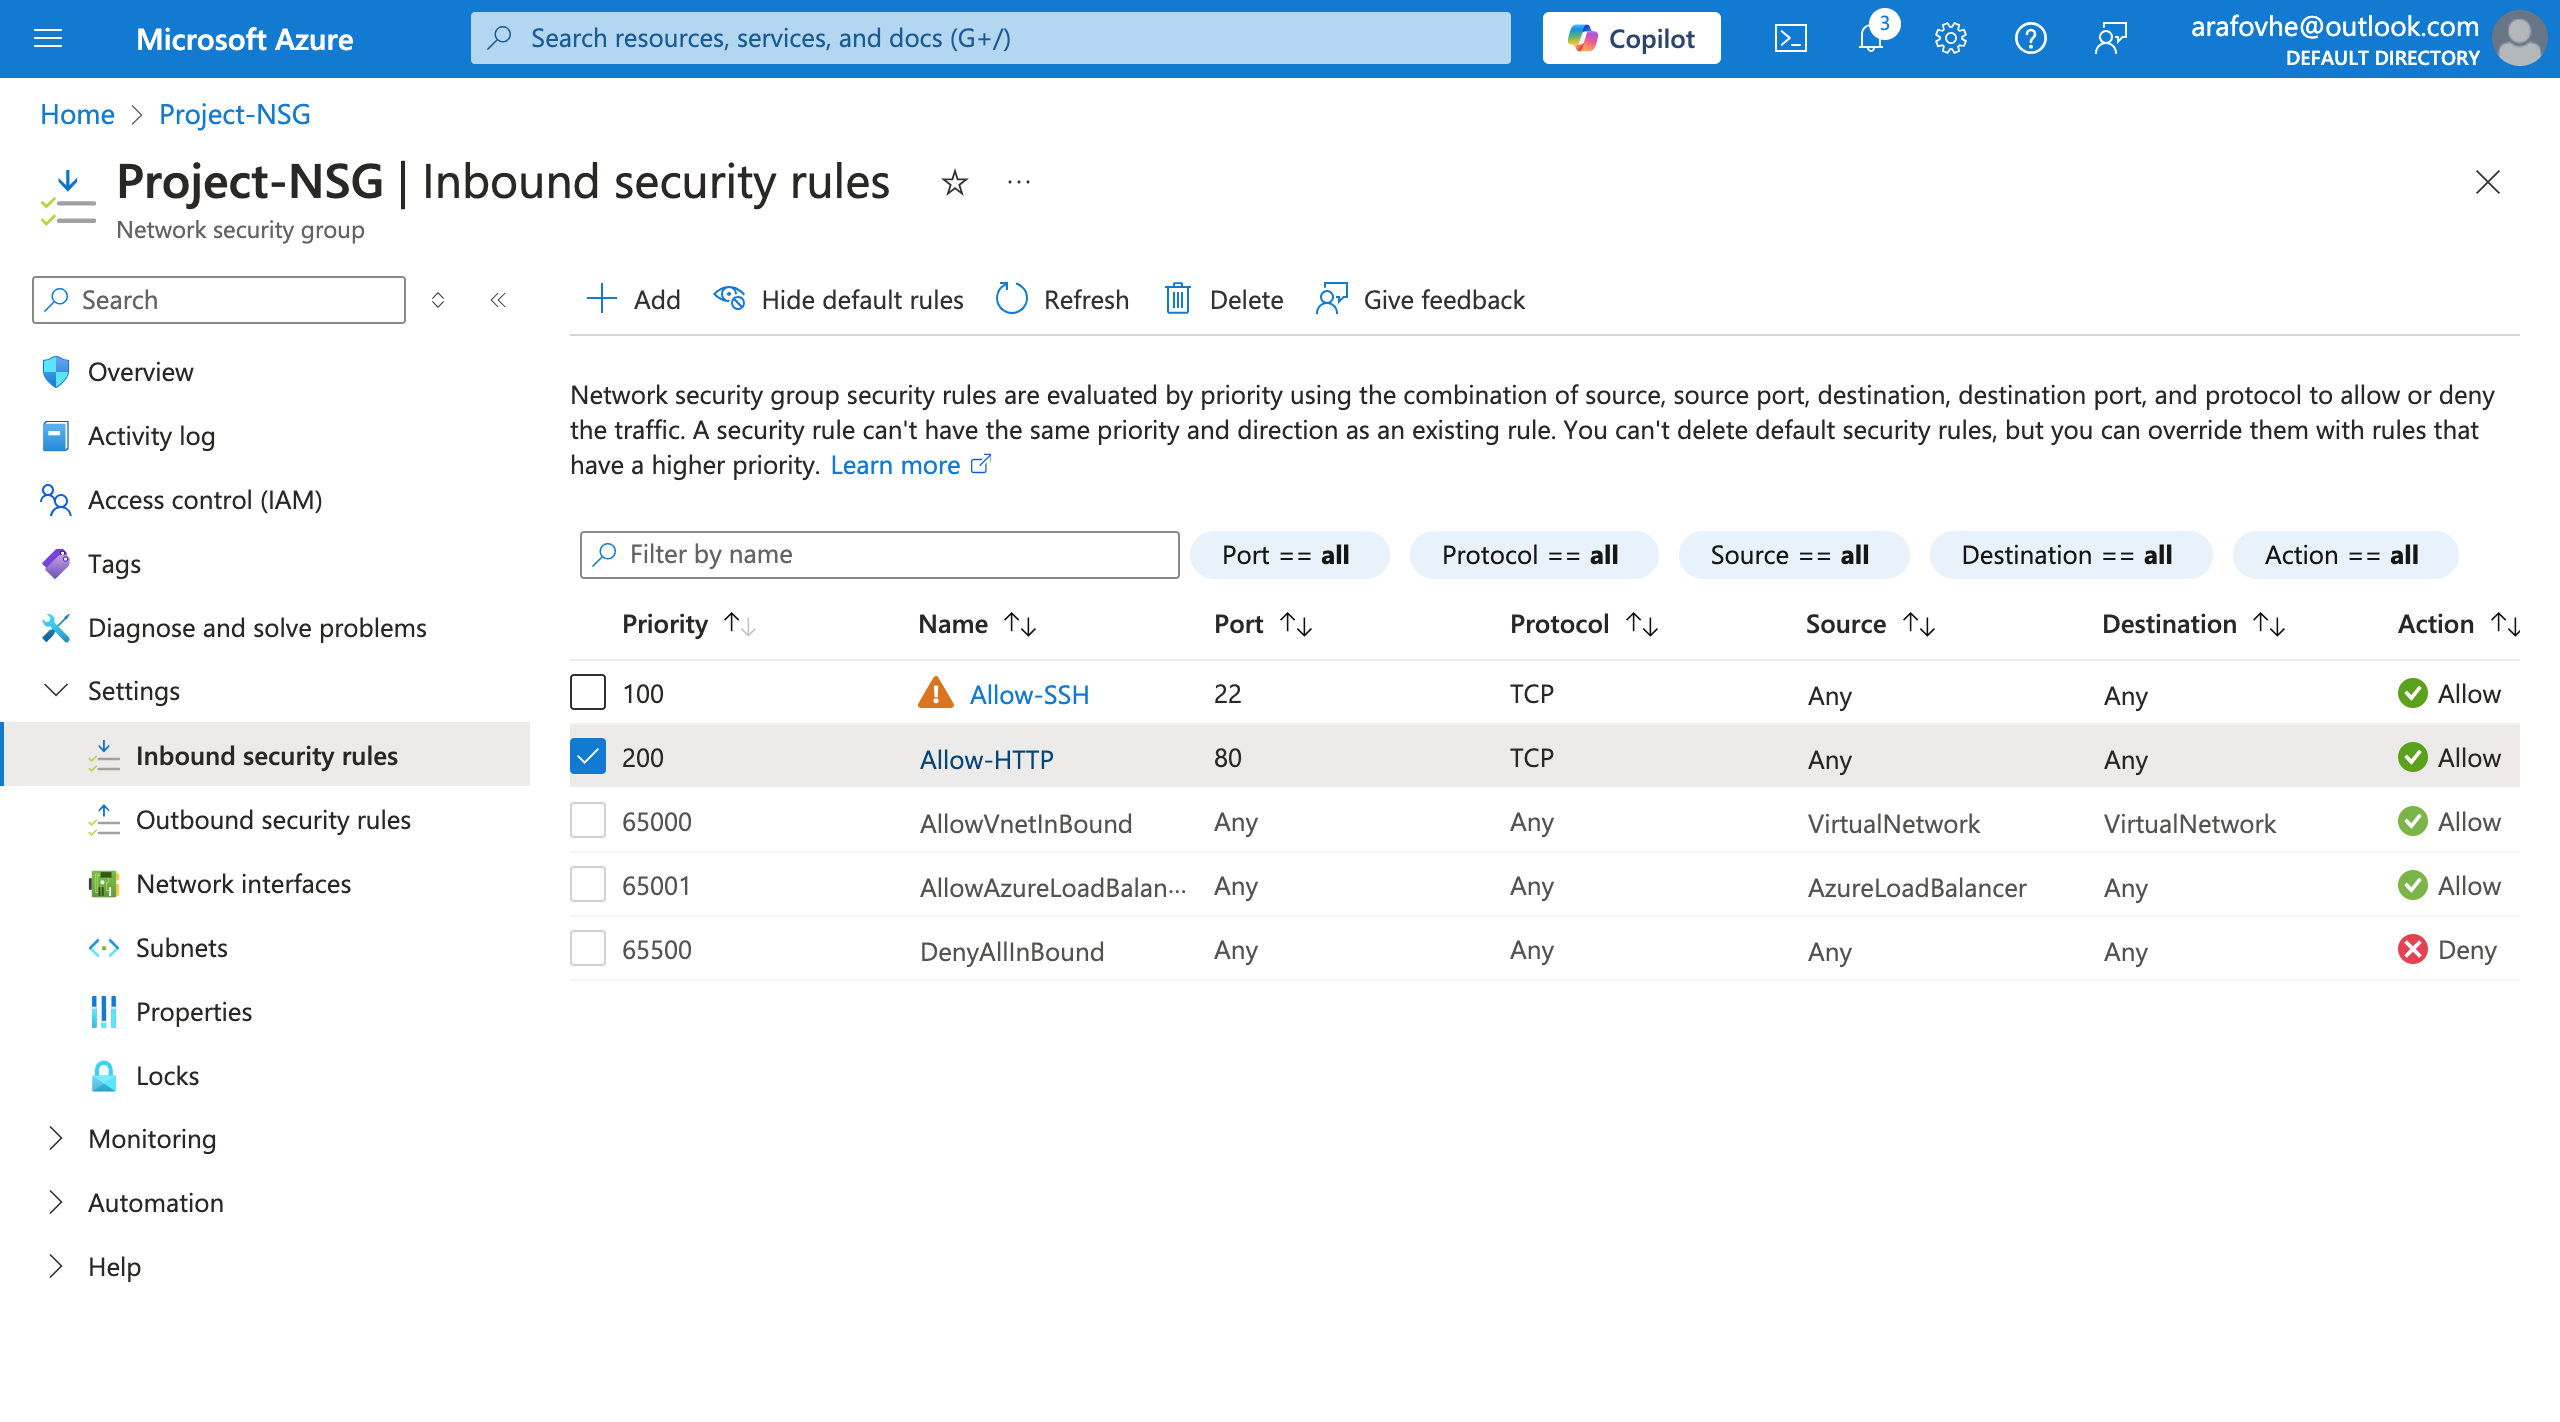 Microsoft Azure
Search resources, services, and docs (G+/)
Copilot
3
arafovhe@outlook.com
DEFAULT DIRECTORY
Home
Project-NSG
Project-NSG | Inbound security rules
Network security group
Search
Overview
Activity log
Access control (IAM)
Tags
Diagnose and solve problems
Settings
Inbound security rules
Outbound security rules
Network interfaces
Subnets
Properties
Locks
Monitoring
Automation
Help
Add
Hide default rules
Refresh
Delete
Give feedback
Network security group security rules are evaluated by priority using the combination of source, source port, destination, destination port, and protocol to allow or deny
the traffic. A security rule can't have the same priority and direction as an existing rule. You can't delete default security rules, but you can override them with rules that
have a higher priority. Learn more
Filter by name
Port == all
Protocol == all
Source == all
Destination == all
Action == all
Priority Name Port Protocol Source Destination Action
100 Allow-SSH 22 TCP Any Any Allow
200 Allow-HTTP 80 TCP Any Any Allow
65000 AllowVnetInBound Any Any VirtualNetwork VirtualNetwork Allow
65001 AllowAzureLoadBalan... Any Any AzureLoadBalancer Any Allow
65500 DenyAllInBound Any Any Any Any Deny